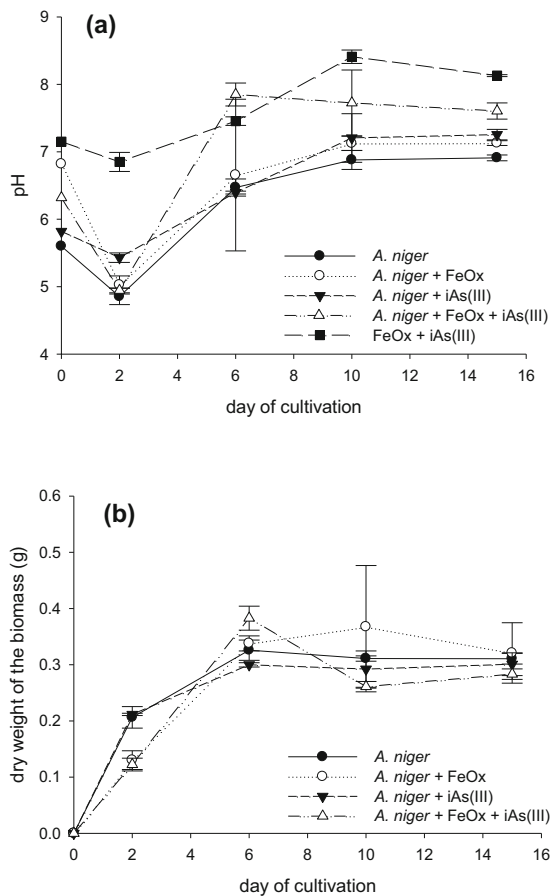 (a)
9
8
7
6
5
4
pH
A. niger
A. niger + FeOx
A. niger + iAs(III)
A. niger + FeOx + iAs(III)
FeOx + iAs(III)
0 2 4 6 8 10 12 14 16
day of cultivation
(b)
0.6
0.5
0.4
0.3
0.2
0.1
0.0
dry weight of the biomass (g)
A. niger
A. niger + FeOx
A. niger + iAs(III)
A. niger + FeOx + iAs(III)
0 2 4 6 8 10 12 14 16
day of cultivation